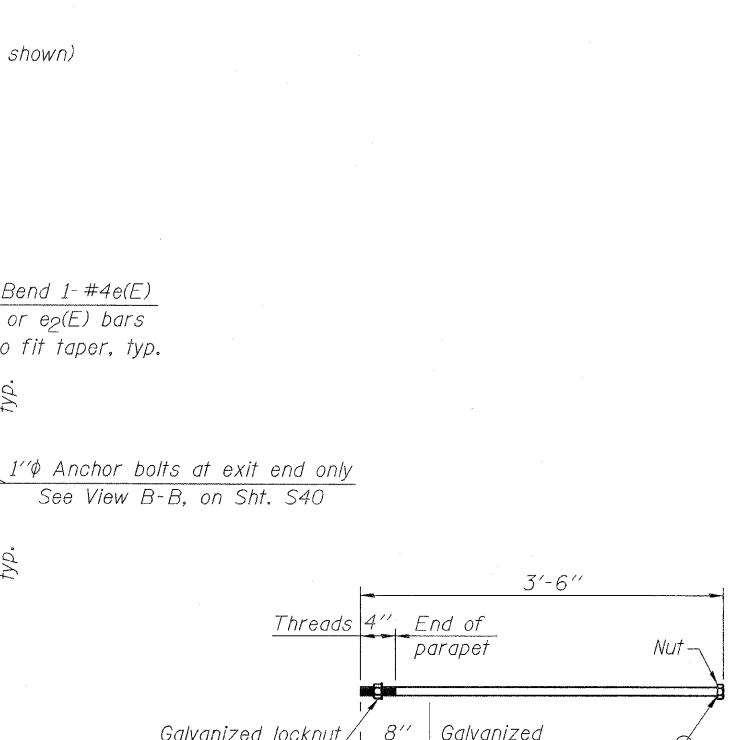 shown)
Bend 1-#4e(E)
or e2(E) bars
o fit taper, typ.
typ.
1''ϕ Anchor bolts at exit end only
See View B-B, on Sht. S40
typ.
3'-6''
Threads 4'' End of
parapet
Nut
Galvanized locknut 8'' Galvanized